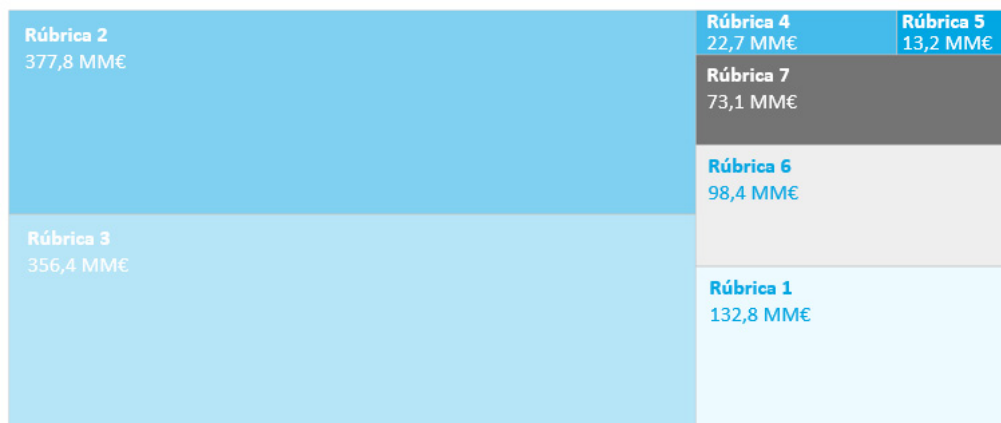 Rúbrica 2
377,8 MM€
Rúbrica 3
356,4 MM€
Rúbrica 4
22,7 MM€
Rúbrica 5
13,2 MM€
Rúbrica 7
73,1 MM€
Rúbrica 6
98,4 MM€
Rúbrica 1
132,8 MM€